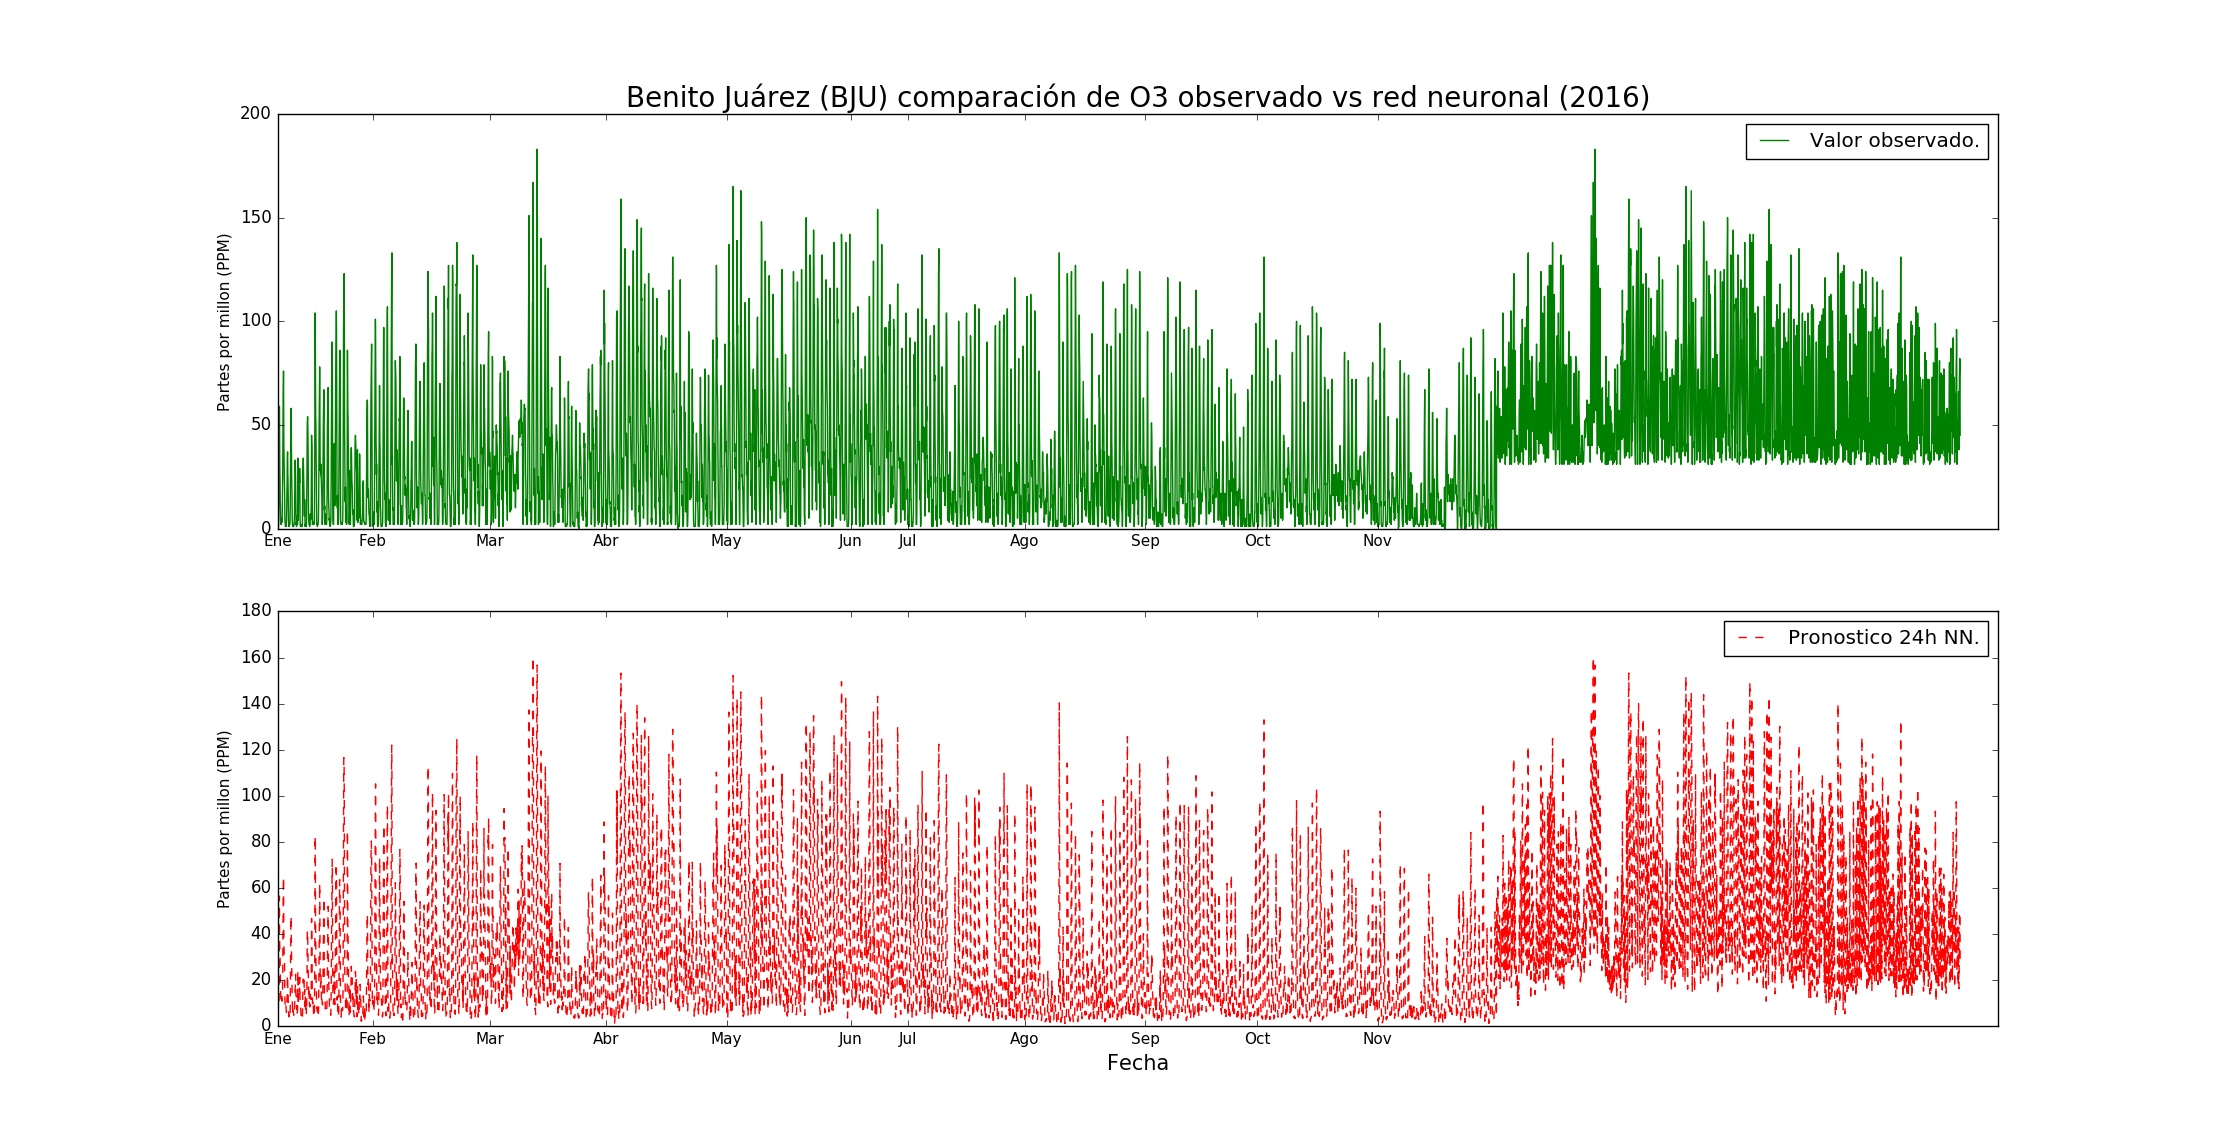 Benito Juárez (BJU) comparación de O3 observado vs red neuronal (2016)
200
150
100
50
0
Partes por millon (PPM)
Valor observado.
Ene Feb Mar Abr May Jun Jul Ago Sep Oct Nov
180
160
140
120
100
80
60
40
20
0
Partes por millon (PPM)
Pronostico 24h NN.
Ene Feb Mar Abr May Jun Jul Ago Sep Oct Nov
Fecha